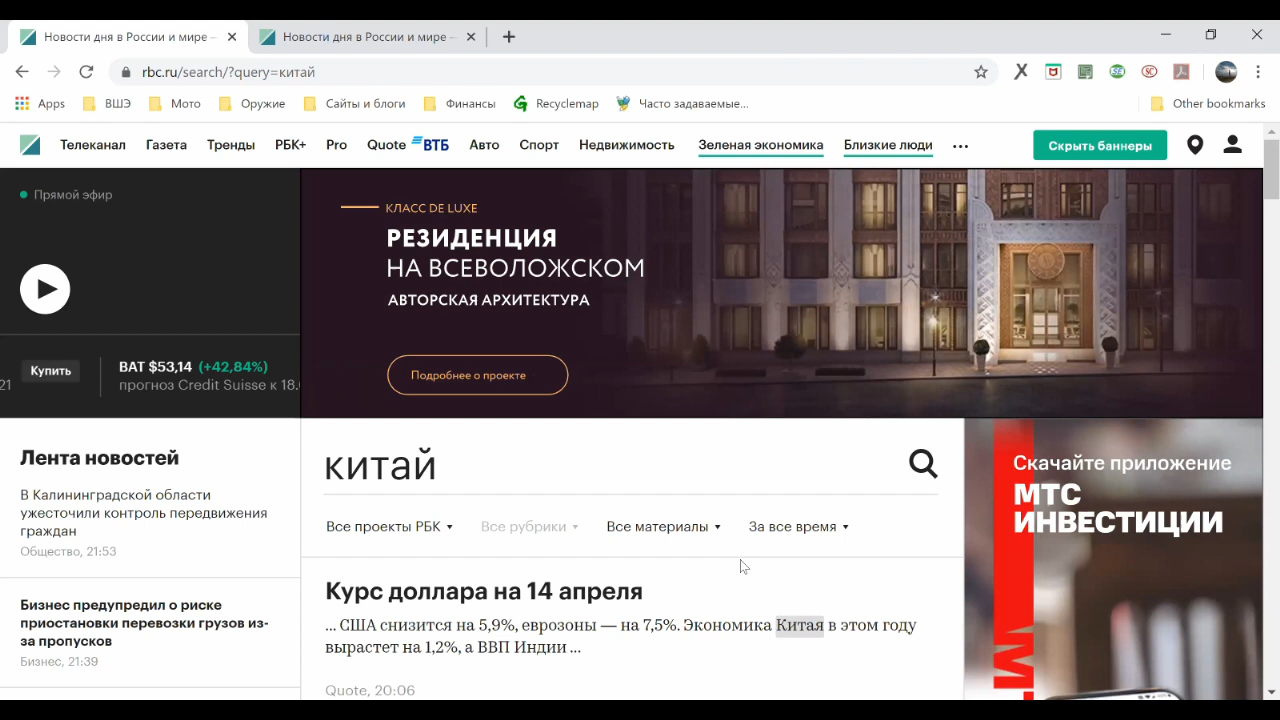 Новости дня в России и мире –
Новости дня в России и мире –
rbc.ru/search/?query=китай
Apps ВШЭ Мото Оружие Сайты и блоги Финансы Recyclemap Часто задаваемые... Other bookmarks
Телеканал Газета Тренды РБК+ Pro Quote ВТБ Авто Спорт Недвижимость Зеленая экономика Близкие люди ... Скрыть баннеры
Прямой эфир
КЛАСС DE LUXE
РЕЗИДЕНЦИЯ
НА ВСЕВОЛОЖСКОМ
АВТОРСКАЯ АРХИТЕКТУРА
Подробнее о проекте
21 Купить BAT $53,14 (+42,84%)
прогноз Credit Suisse к 18.0
Лента новостей
В Калининградской области
ужесточили контроль передвижения
граждан
Общество, 21:53
Бизнес предупредил о риске
приостановки перевозки грузов из-
за пропусков
Бизнес, 21:39
китай
Все проекты РБК Все рубрики Все материалы За все время
Курс доллара на 14 апреля
... США снизится на 5,9%, еврозоны — на 7,5%. Экономика Китая в этом году
вырастет на 1,2%, а ВВП Индии ...
Quote, 20:06
Скачайте приложение
МТС
ИНВЕСТИЦИИ